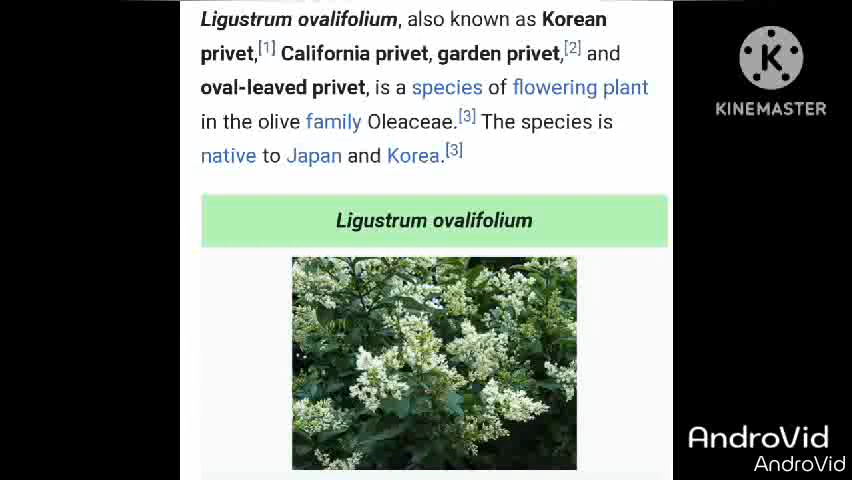 Ligustrum ovalifolium, also known as Korean
privet,[1] California privet, garden privet,[2] and
oval-leaved privet, is a species of flowering plant
in the olive family Oleaceae.[3] The species is
native to Japan and Korea.[3]
Ligustrum ovalifolium
K
KINEMASTER
AndroVid
AndroVid